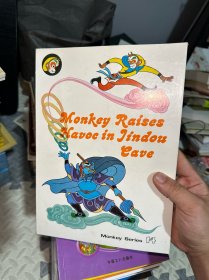 Monkey Raises
Havoc in Jindou
Cave
Monkey Series